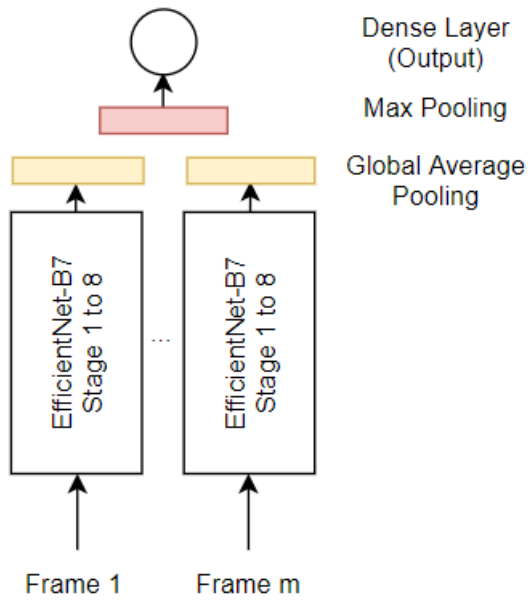 Dense Layer
(Output)
Max Pooling
Global Average
Pooling
EfficientNet-B7
Stage 1 to 8
...
EfficientNet-B7
Stage 1 to 8
Frame 1
Frame m